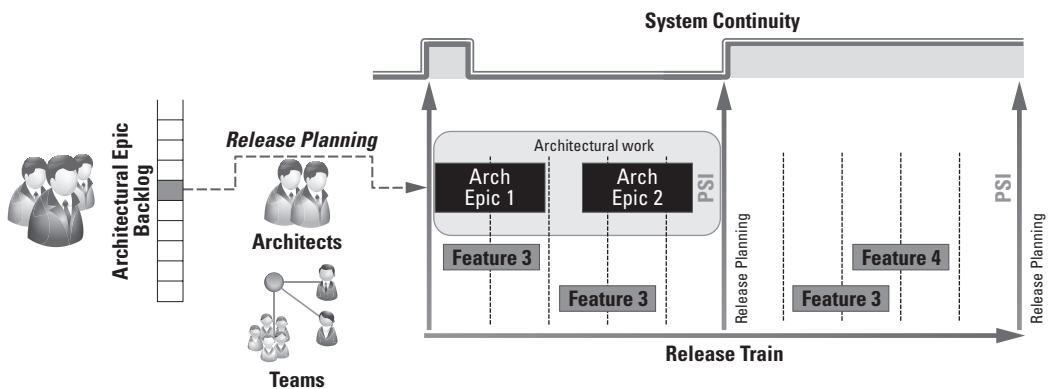 System Continuity
Architectural Epic
Backlog
Release Planning
Architects
Teams
Architectural work
Arch
Epic 1
Arch
Epic 2
PSI
Feature 3
Feature 3
Release Planning
Feature 4
Feature 3
PSI
Release Planning
Release Train